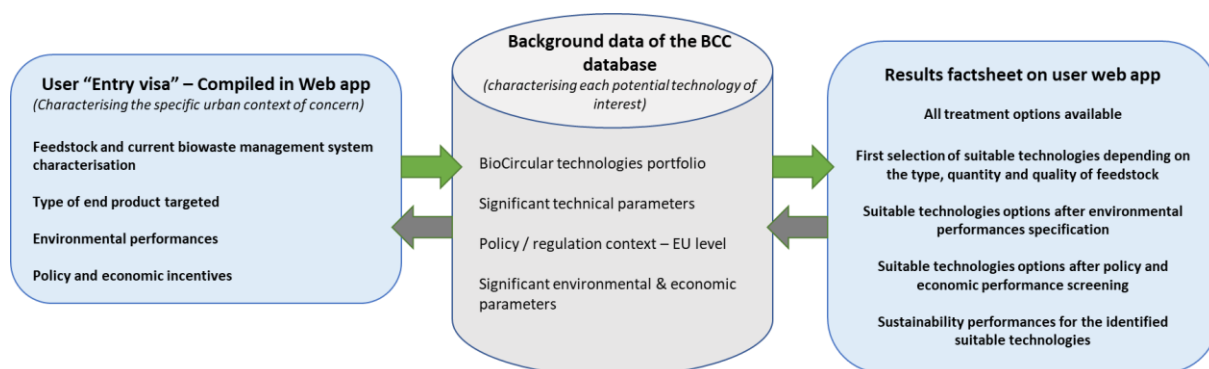 User “Entry visa” – Compiled in Web app
(Characterising the specific urban context of concern)
Feedstock and current biowaste management system
characterisation
Type of end product targeted
Environmental performances
Policy and economic incentives
Background data of the BCC
database
(characterising each potential technology of
interest)
BioCircular technologies portfolio
Significant technical parameters
Policy / regulation context – EU level
Significant environmental & economic
parameters
Results factsheet on user web app
All treatment options available
First selection of suitable technologies depending on
the type, quantity and quality of feedstock
Suitable technologies options after environmental
performances specification
Suitable technologies options after policy and
economic performance screening
Sustainability performances for the identified
suitable technologies